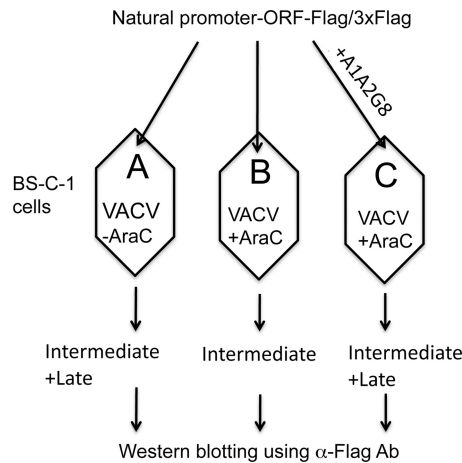 Natural promoter-ORF-Flag/3xFlag
+A1A2G8
BS-C-1
cells
A
VACV
-AraC
B
VACV
+AraC
C
VACV
+AraC
Intermediate
+Late
Intermediate
Intermediate
+Late
Western blotting using α-Flag Ab